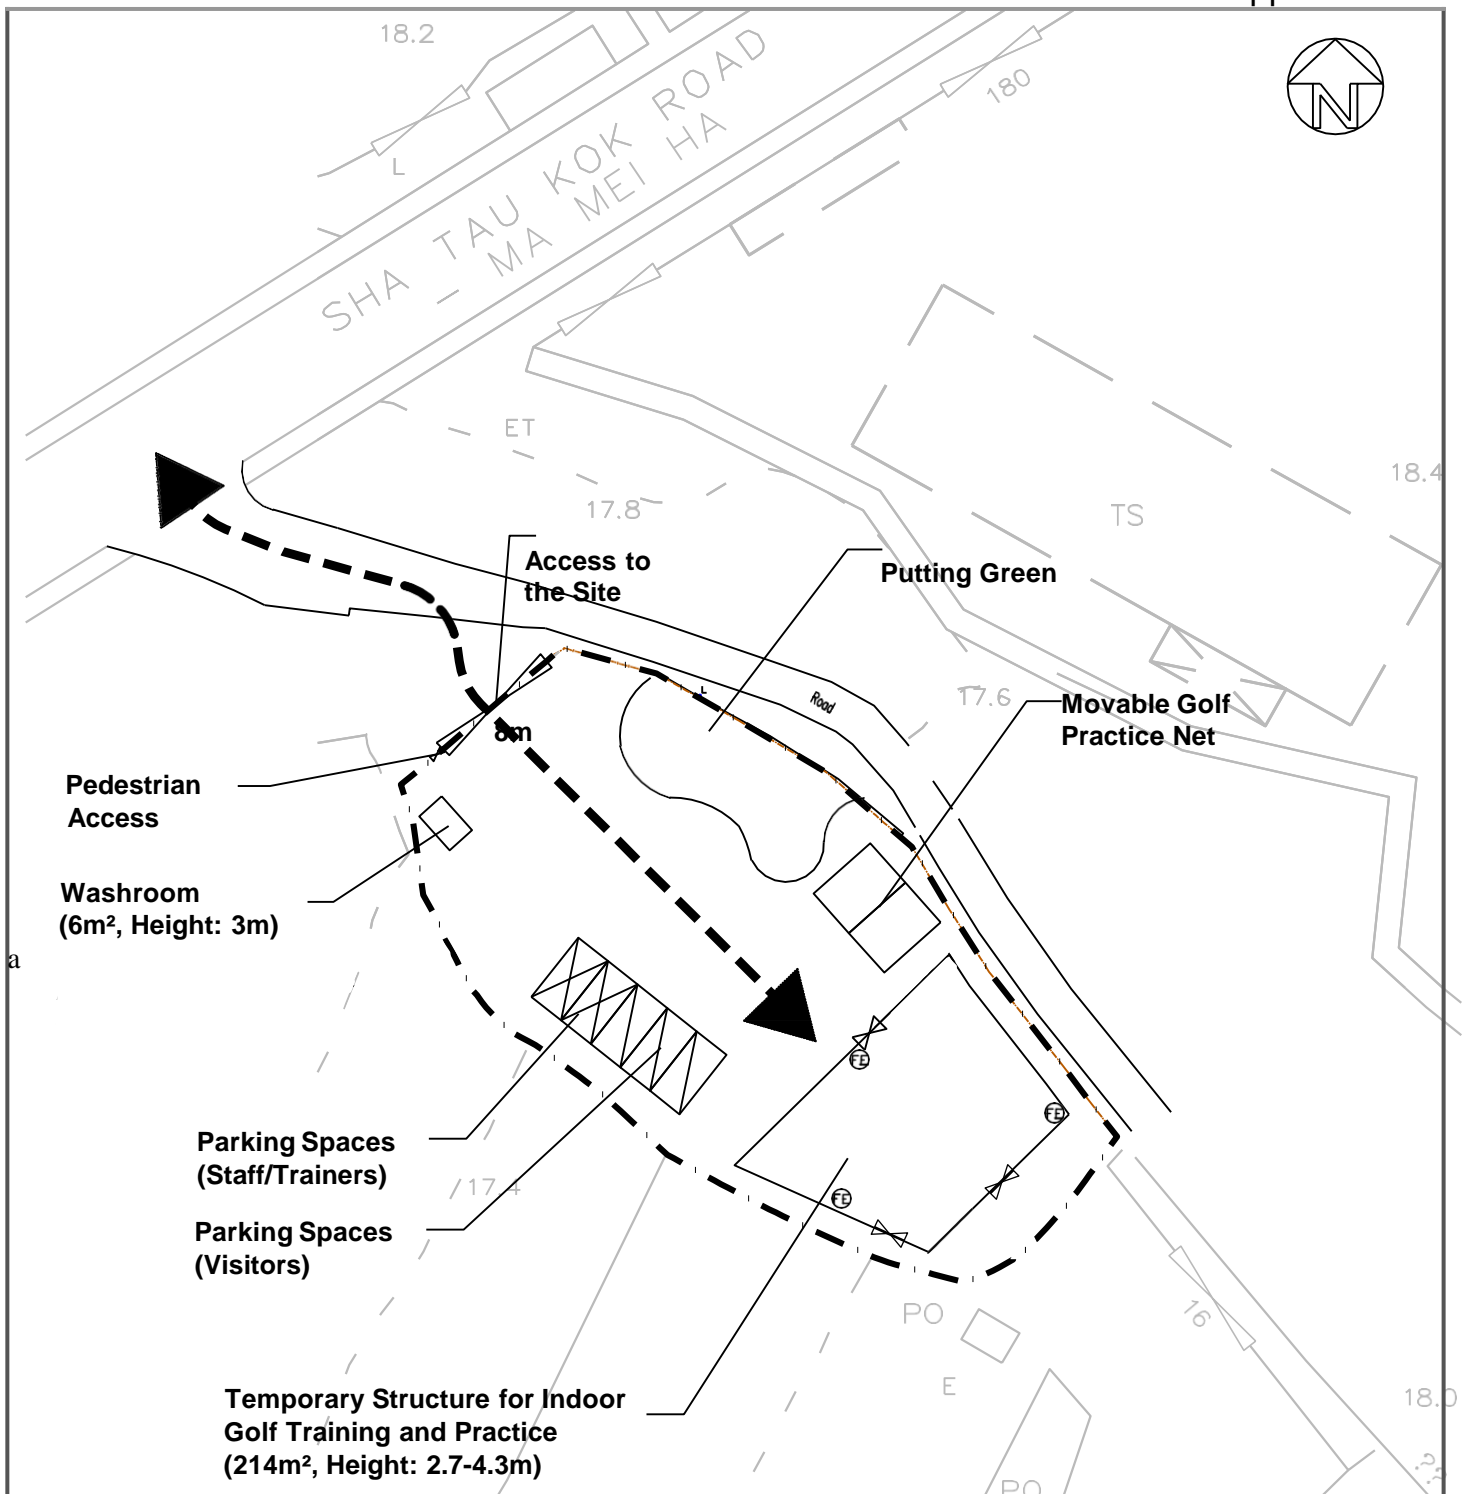 18.2
N
180
L
SHA TAU KOK ROAD
– MA MEI HA
ET
18.4
17.8
TS
Access to
the Site
Putting Green
L
Road
17.6
Movable Golf
Practice Net
8m
Pedestrian
Access
Washroom
(6m², Height: 3m)
a
FE
FE
Parking Spaces
(Staff/Trainers)
17.4
FE
Parking Spaces
(Visitors)
PO
16
E
Temporary Structure for Indoor
Golf Training and Practice
(214m², Height: 2.7-4.3m)
18.0
.??
PO